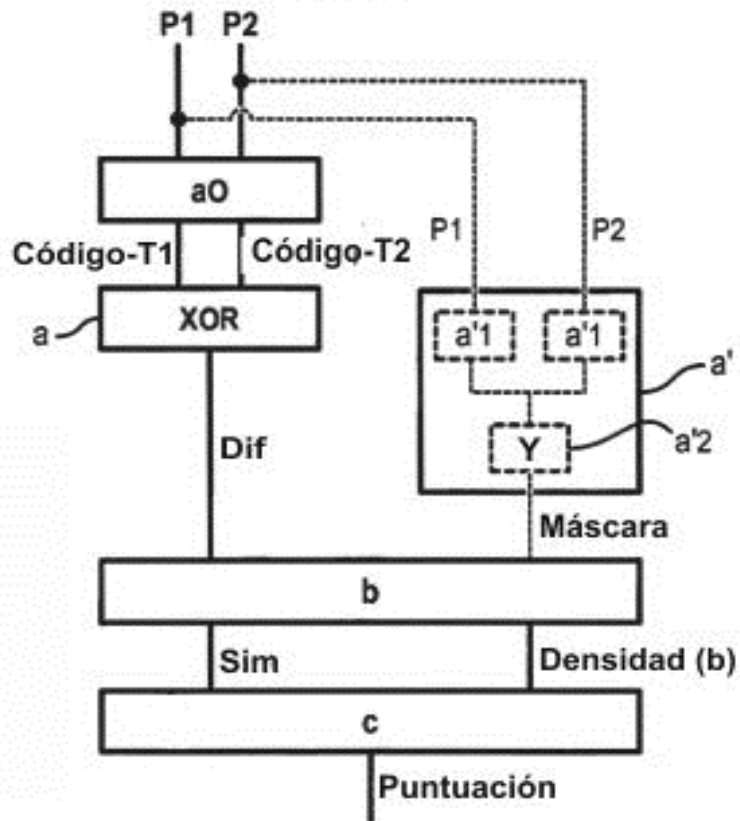 P1 P2
aO
Código-T1 Código-T2
P1 P2
a XOR
a'1 a'1
a'
Y
a'2
Dif
Máscara
b
Sim Densidad (b)
c
Puntuación